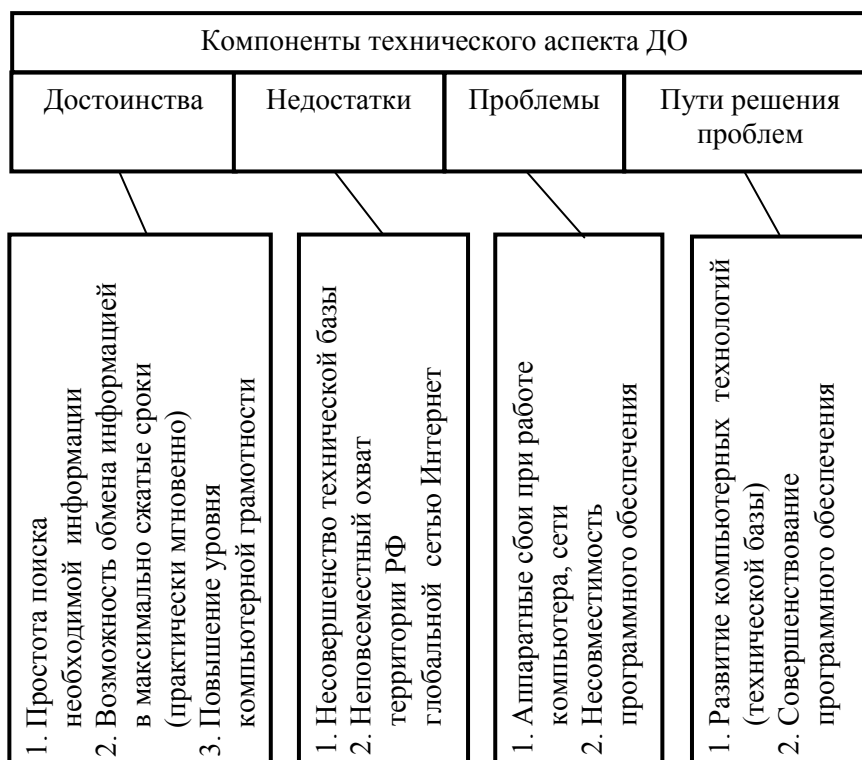 Компоненты технического аспекта ДО
Достоинства
Недостатки
Проблемы
Пути решения
проблем
1. Простота поиска
необходимой информации
2. Возможность обмена информацией
в максимально сжатые сроки
(практически мгновенно)
3. Повышение уровня
компьютерной грамотности
1. Несовершенство технической базы
2. Неповсеместный охват
территории РФ
глобальной сетью Интернет
1. Аппаратные сбои при работе
компьютера, сети
2. Несовместимость
программного обеспечения
1. Развитие компьютерных технологий
(технической базы)
2. Совершенствование
программного обеспечения